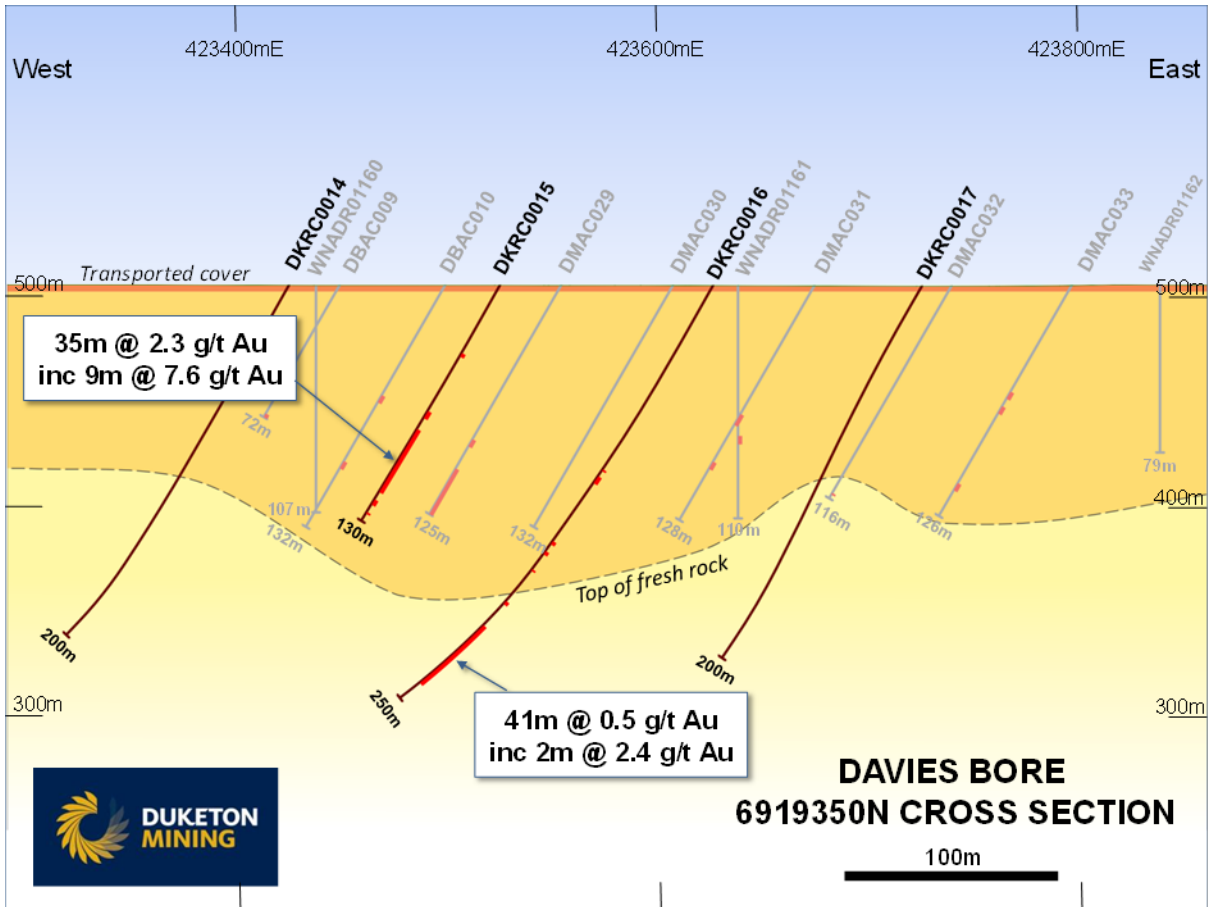 423400mE
423600mE
423800mE
West
East
DKRC0014
WNADR01160
DBAC009
DBAC010
DKRC0015
DMAC029
DMAC030
DKRC0016
WNADR01161
DMAC031
DKRC0017
DMAC032
DMAC033
WNADR01162
Transported cover
500m
500m
35m @ 2.3 g/t Au
inc 9m @ 7.6 g/t Au
72m
79m
400m
107m
132m
130m
125m
132m
128m
110m
116m
126m
Top of fresh rock
200m
250m
200m
300m
300m
41m @ 0.5 g/t Au
inc 2m @ 2.4 g/t Au
DAVIES BORE
6919350N CROSS SECTION
DUKETON
MINING
100m